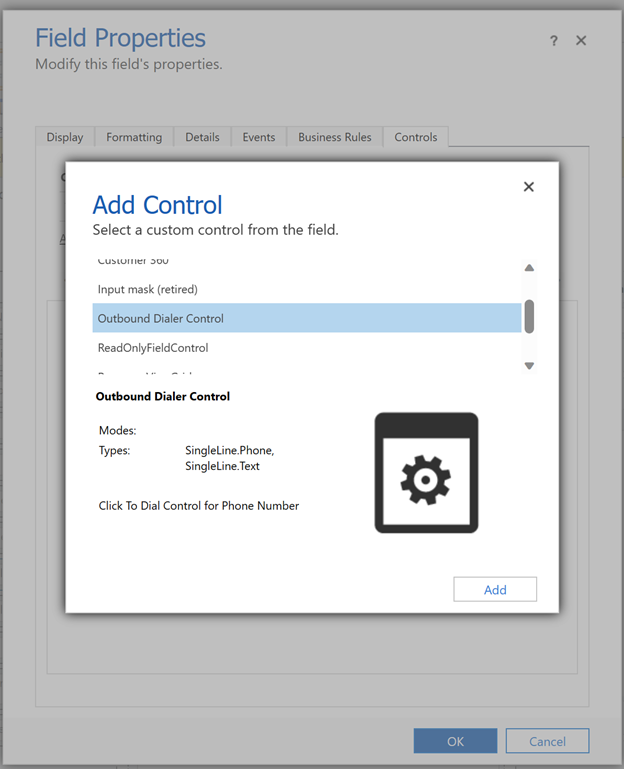 Field Properties
?
Modify this field's properties.
Display Formatting Details Events Business Rules Controls
Add Control
Select a custom control from the field.
Customer 360
Input mask (retired)
Outbound Dialer Control
ReadOnlyFieldControl
Outbound Dialer Control
Modes:
Types: SingleLine.Phone,
SingleLine.Text
Click To Dial Control for Phone Number
Add
OK Cancel